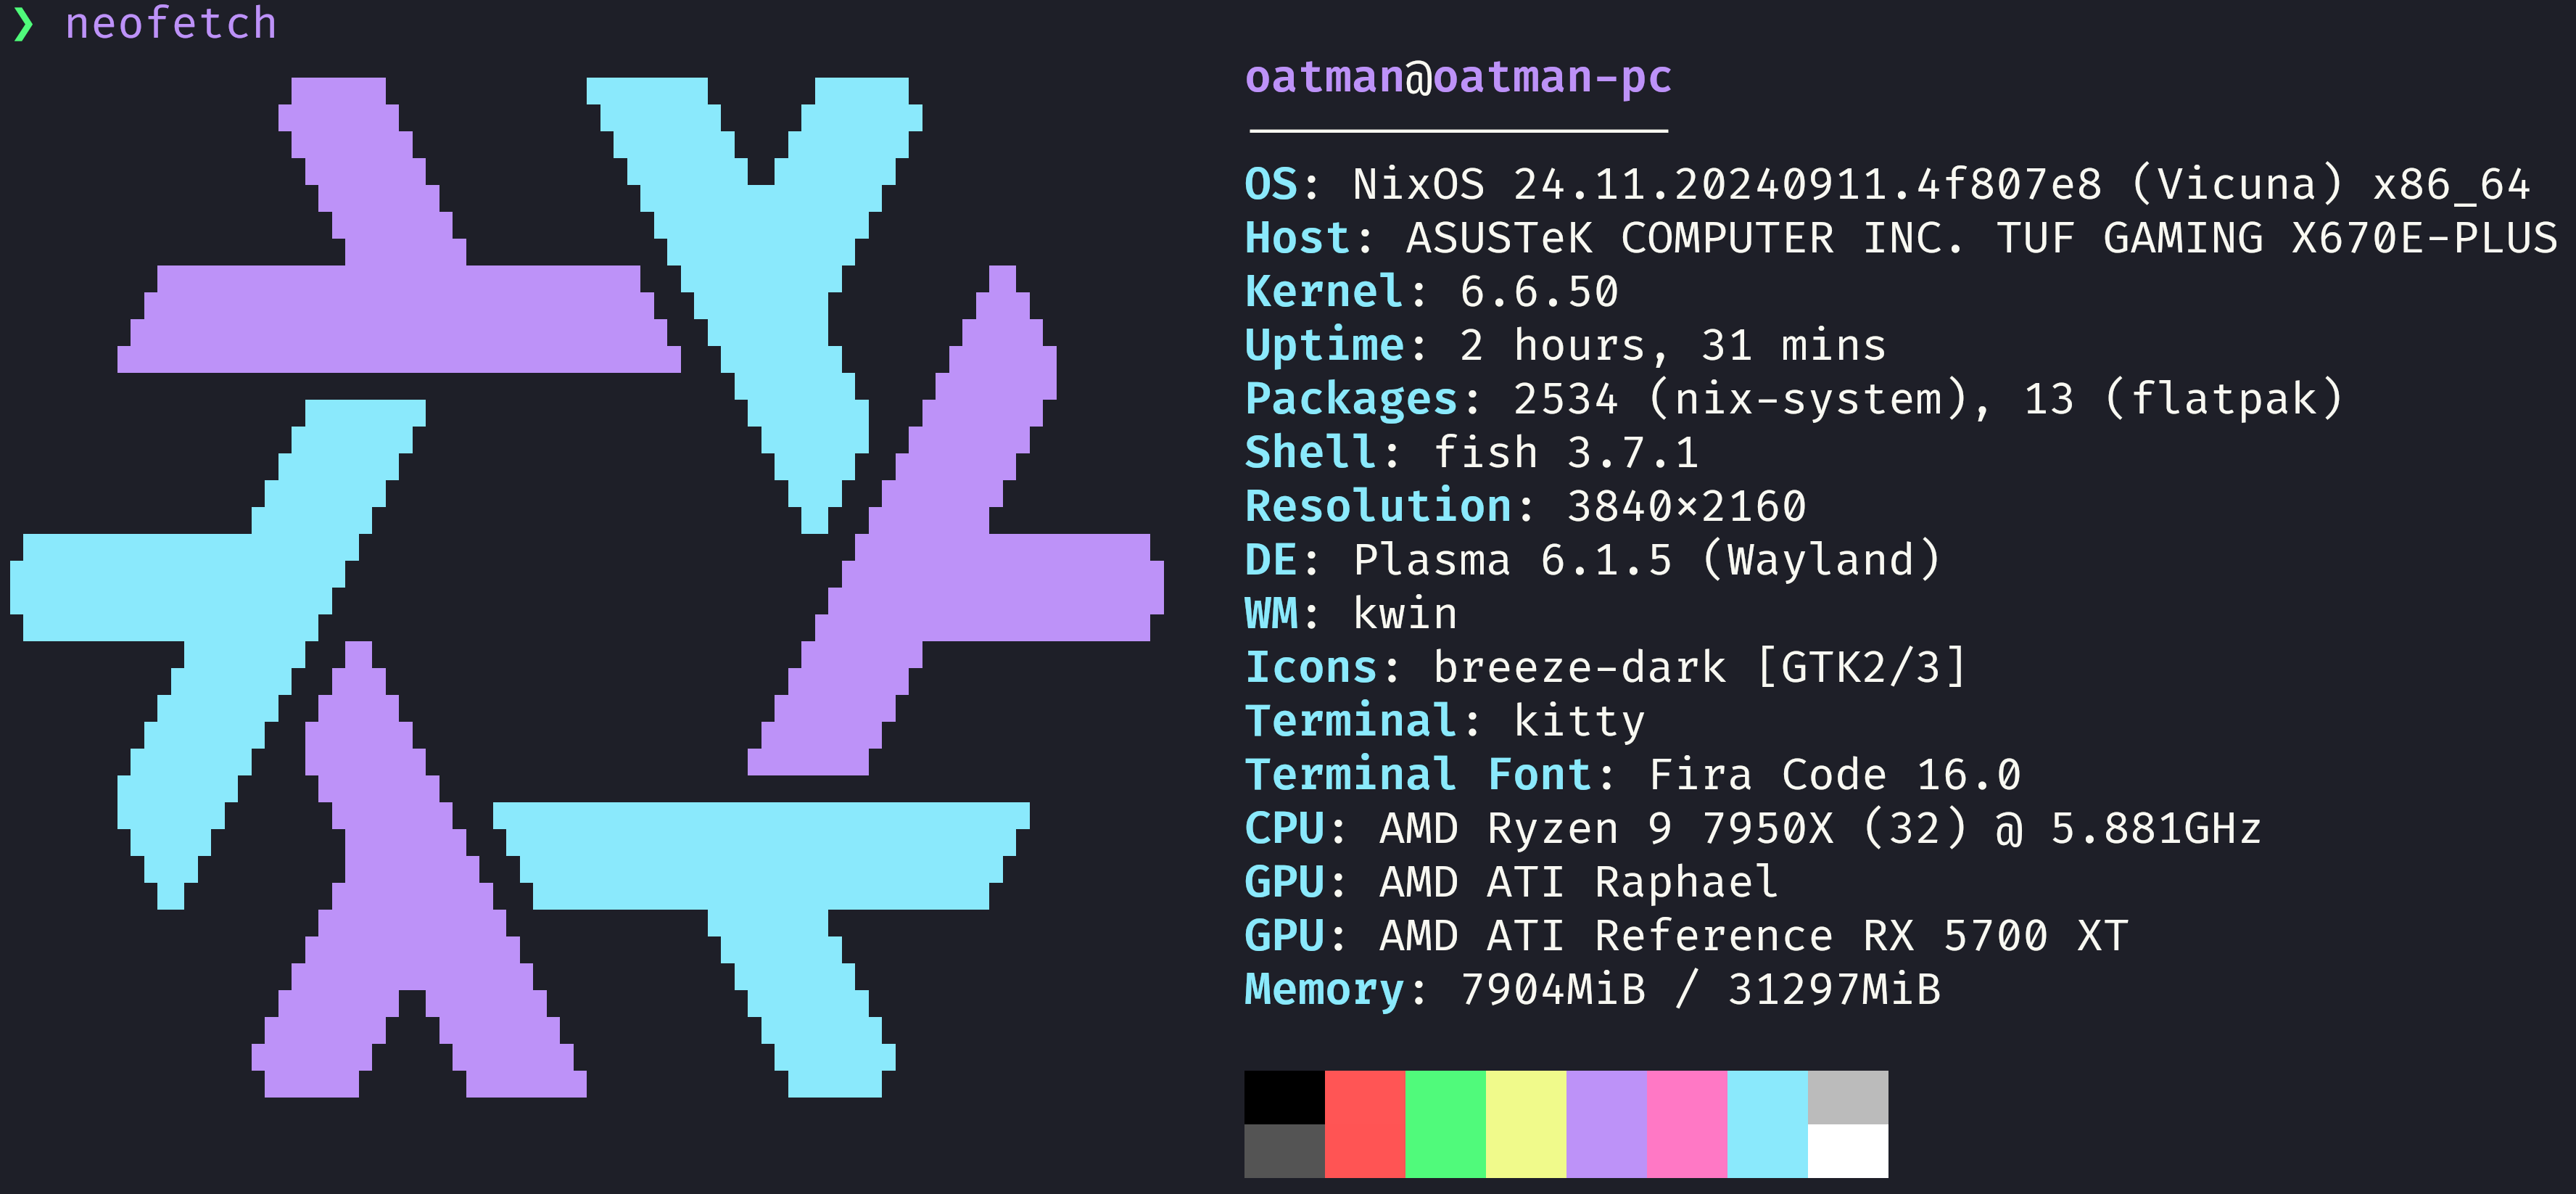 ❯ neofetch
oatman@oatman-pc
OS: NixOS 24.11.20240911.4f807e8 (Vicuna) x86_64
Host: ASUSTeK COMPUTER INC. TUF GAMING X670E-PLUS
Kernel: 6.6.50
Uptime: 2 hours, 31 mins
Packages: 2534 (nix-system), 13 (flatpak)
Shell: fish 3.7.1
Resolution: 3840×2160
DE: Plasma 6.1.5 (Wayland)
WM: kwin
Icons: breeze-dark [GTK2/3]
Terminal: kitty
Terminal Font: Fira Code 16.0
CPU: AMD Ryzen 9 7950X (32) @ 5.881GHz
GPU: AMD ATI Raphael
GPU: AMD ATI Reference RX 5700 XT
Memory: 7904MiB / 31297MiB